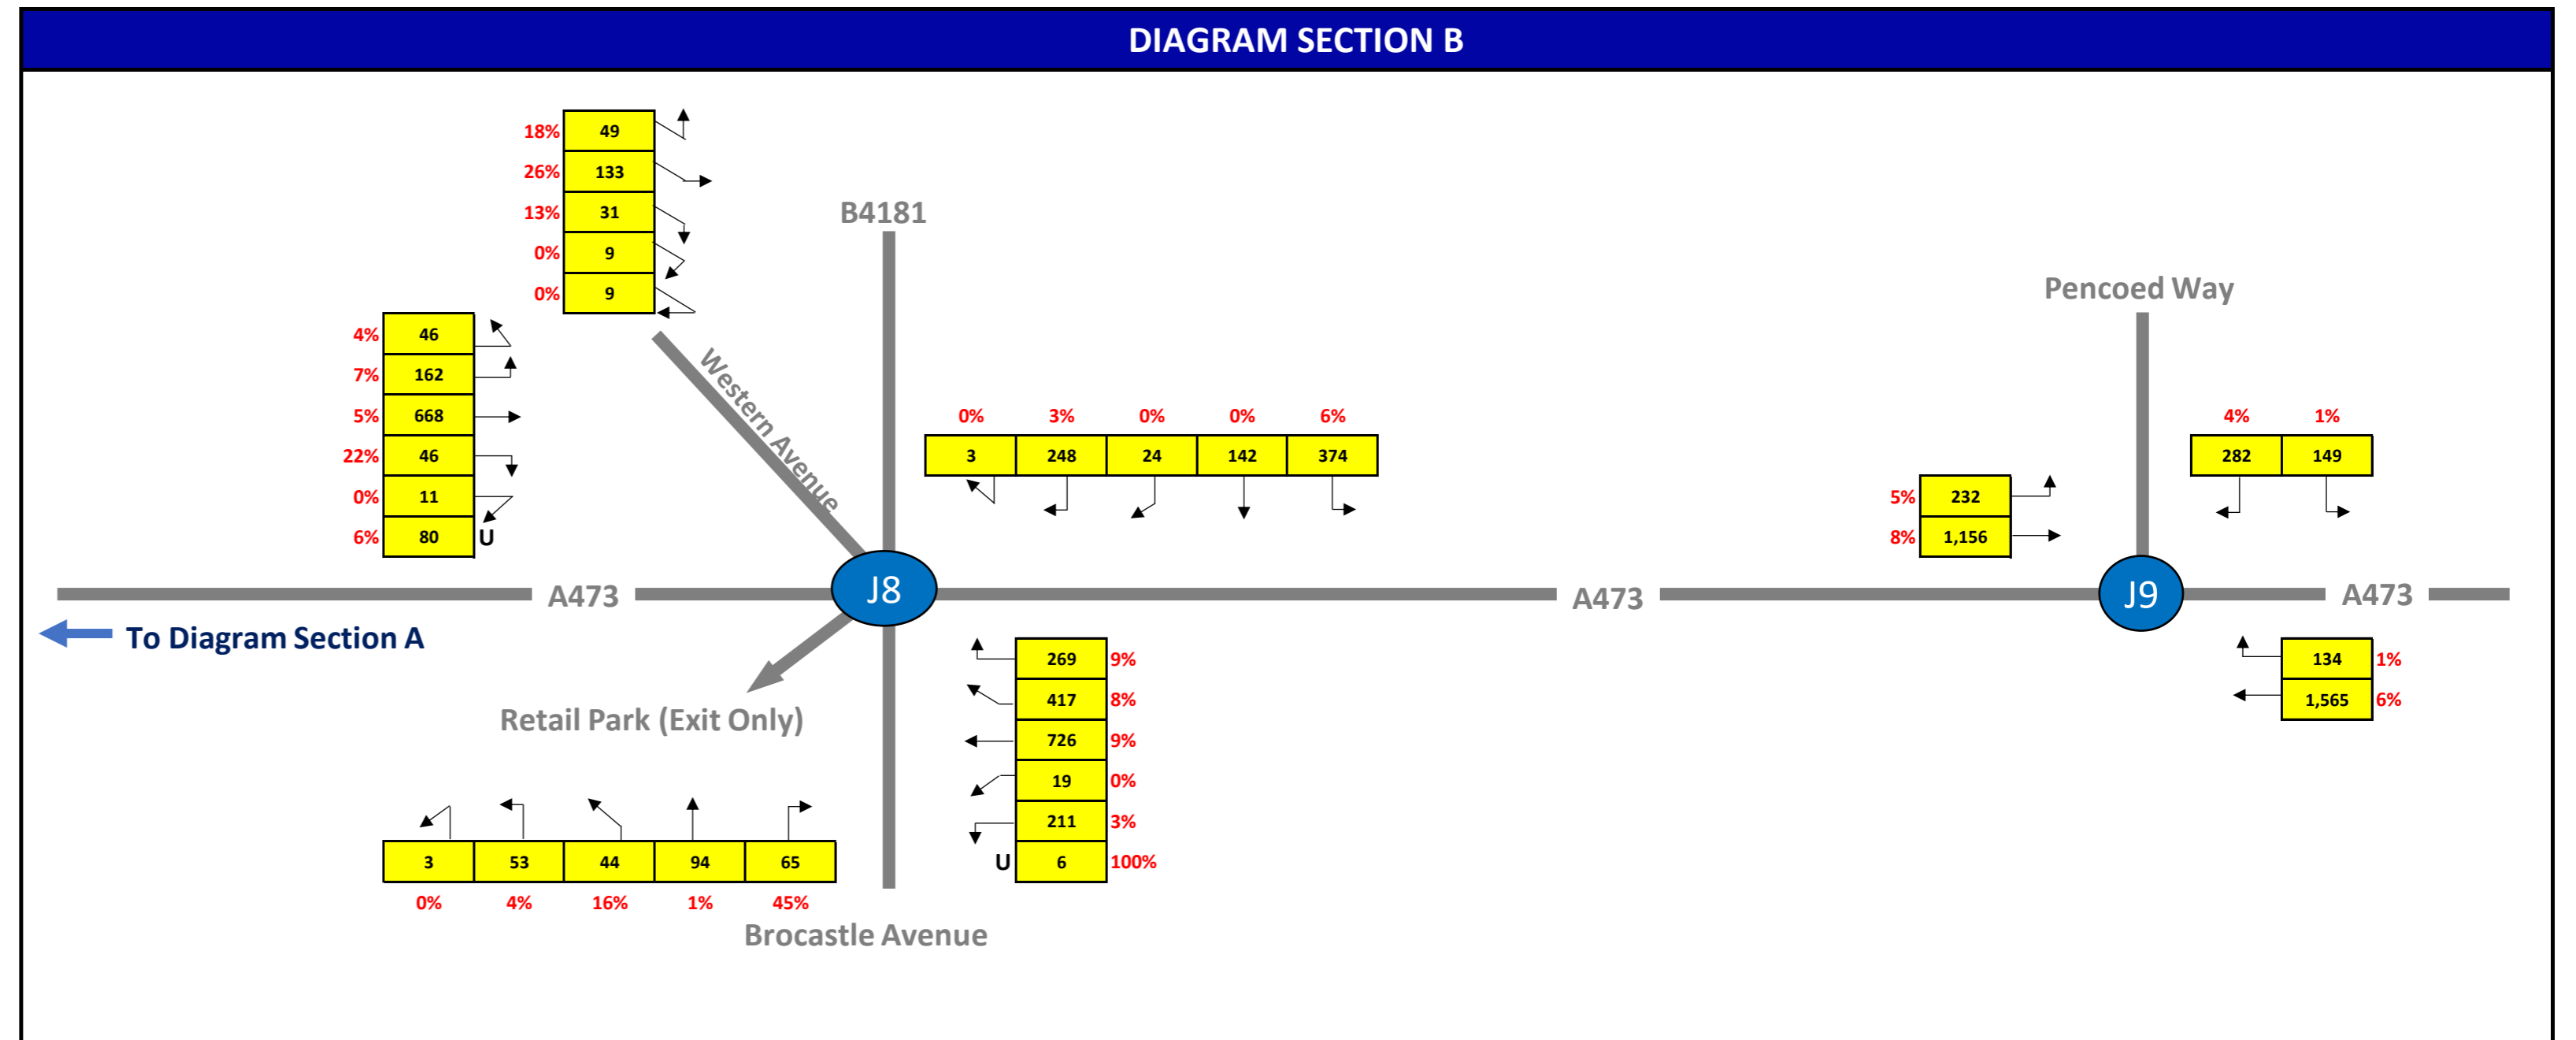 DIAGRAM SECTION B
18% 49
26% 133
13% 31
0% 9
0% 9
B4181
Western Avenue
Pencoed Way
4% 46
7% 162
5% 668
22% 46
0% 11
6% 80 U
0% 3% 0% 0% 6%
3 248 24 142 374
5% 232
8% 1,156
4% 1%
282 149
A473
J8
A473
J9
A473
To Diagram Section A
Retail Park (Exit Only)
269 9%
417 8%
726 9%
19 0%
211 3%
U 6 100%
134 1%
1,565 6%
3 53 44 94 65
0% 4% 16% 1% 45%
Brocastle Avenue